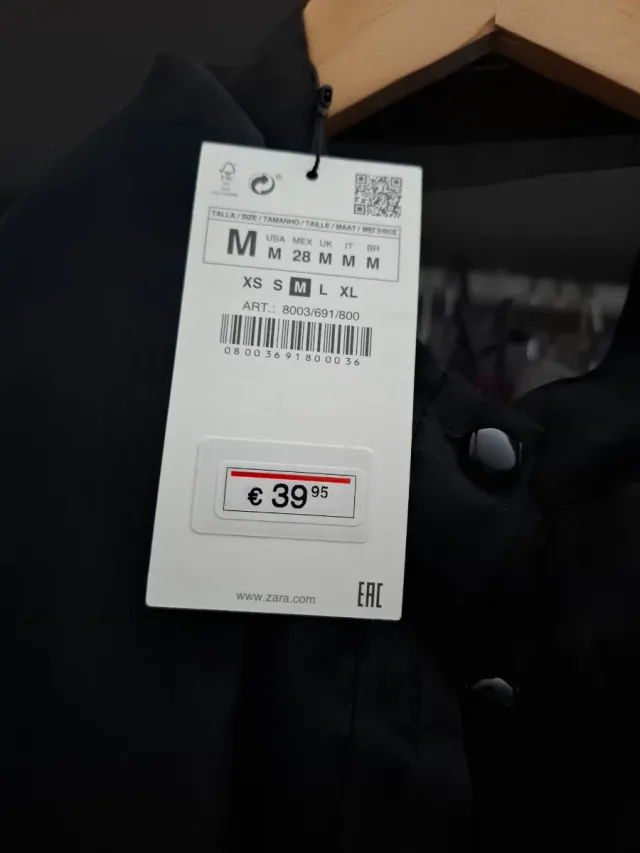 FSC
TALLA / SIZE / TAMANHO / TAILLE / MAAT /
M
USA MEX UK IT BR
M 28 M M M
XS S M L XL
ART.: 8003/691/800
08003691800036
€ 39 95
www.zara.com
EAC